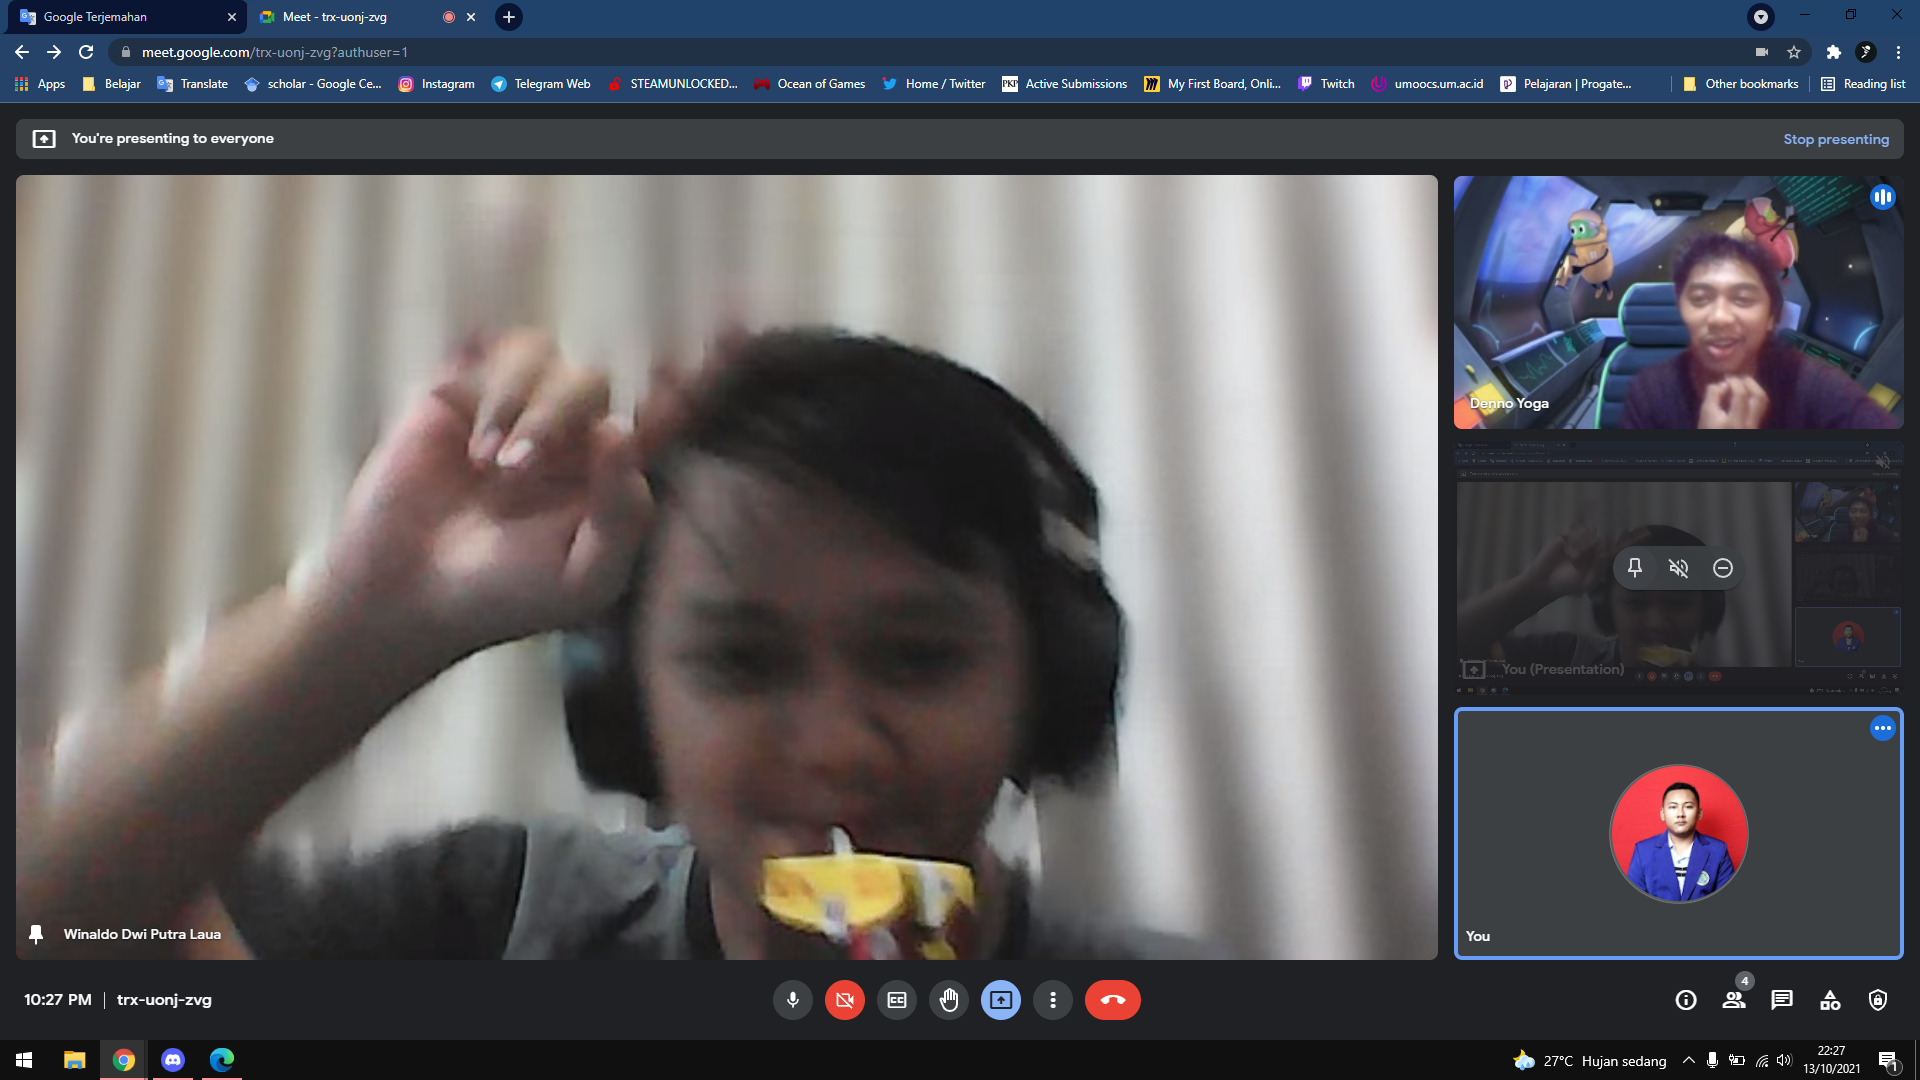 Google Terjemahan
Meet - trx-uonj-zvg
meet.google.com/trx-uonj-zvg?authuser=1
Apps
Belajar
Translate
scholar - Google Ce...
Instagram
Telegram Web
STEAMUNLOCKED...
Ocean of Games
Home / Twitter
PKP
Active Submissions
My First Board, Onli...
Twitch
umoocs.um.ac.id
Pelajaran | Progate...
Other bookmarks
Reading list
You're presenting to everyone
Stop presenting
Denno Yoga
You (Presentation)
Winaldo Dwi Putra Laua
You
10:27 PM | trx-uonj-zvg
CC
4
27°C Hujan sedang
22:27
13/10/2021
1